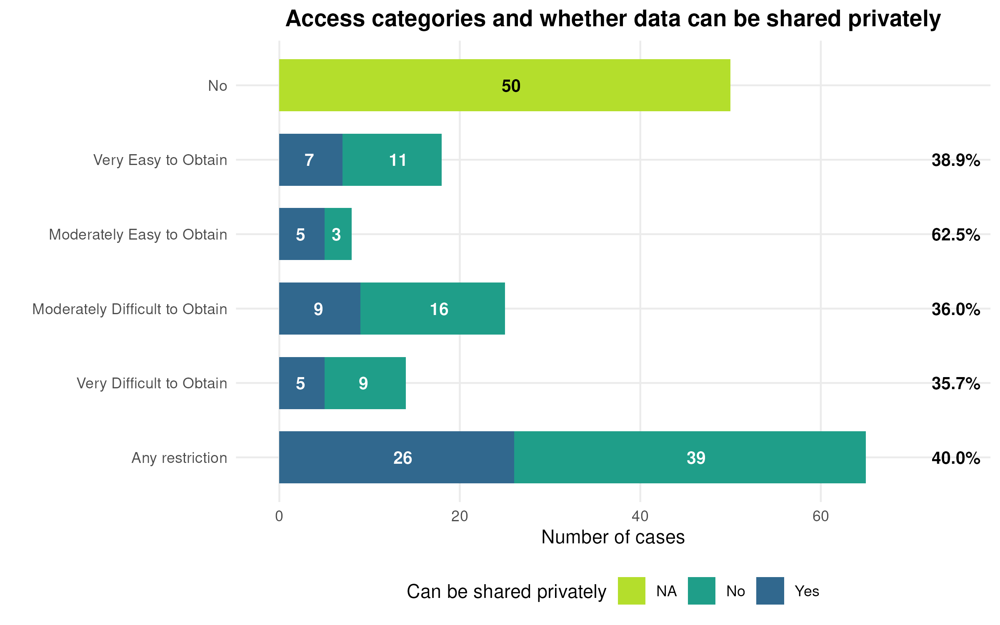 Access categories and whether data can be shared privately
No 50
Very Easy to Obtain 7 11 38.9%
Moderately Easy to Obtain 5 3 62.5%
Moderately Difficult to Obtain 9 16 36.0%
Very Difficult to Obtain 5 9 35.7%
Any restriction 26 39 40.0%
0 20 40 60
Number of cases
Can be shared privately NA No Yes